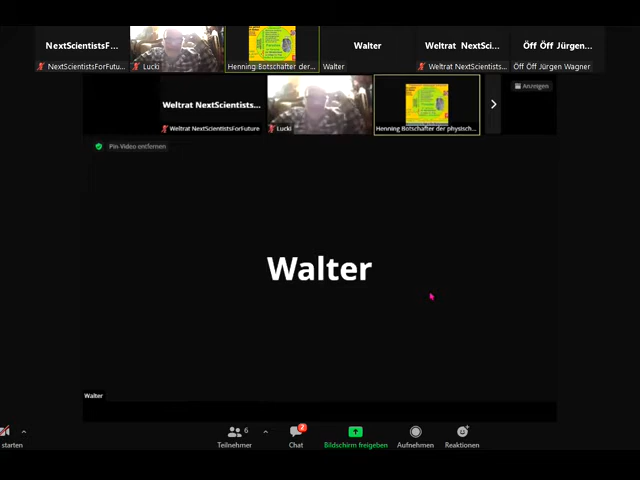 NextScientistsF...
Walter
Weltrat NextSci...
Öff Öff Jürgen...
NextScientistsForFutu...
Lucki
Henning Botschafter der...
Walter
Weltrat NextScientists...
Öff Öff Jürgen Wagner
Weltrat NextScientists...
Anzeigen
Weltrat NextScientistsForFuture
Lucki
Henning Botschafter der physisch...
Pin Video entfernen
Walter
Walter
6
2
starten
Teilnehmer
Chat
Bildschirm freigeben
Aufnehmen
Reaktionen